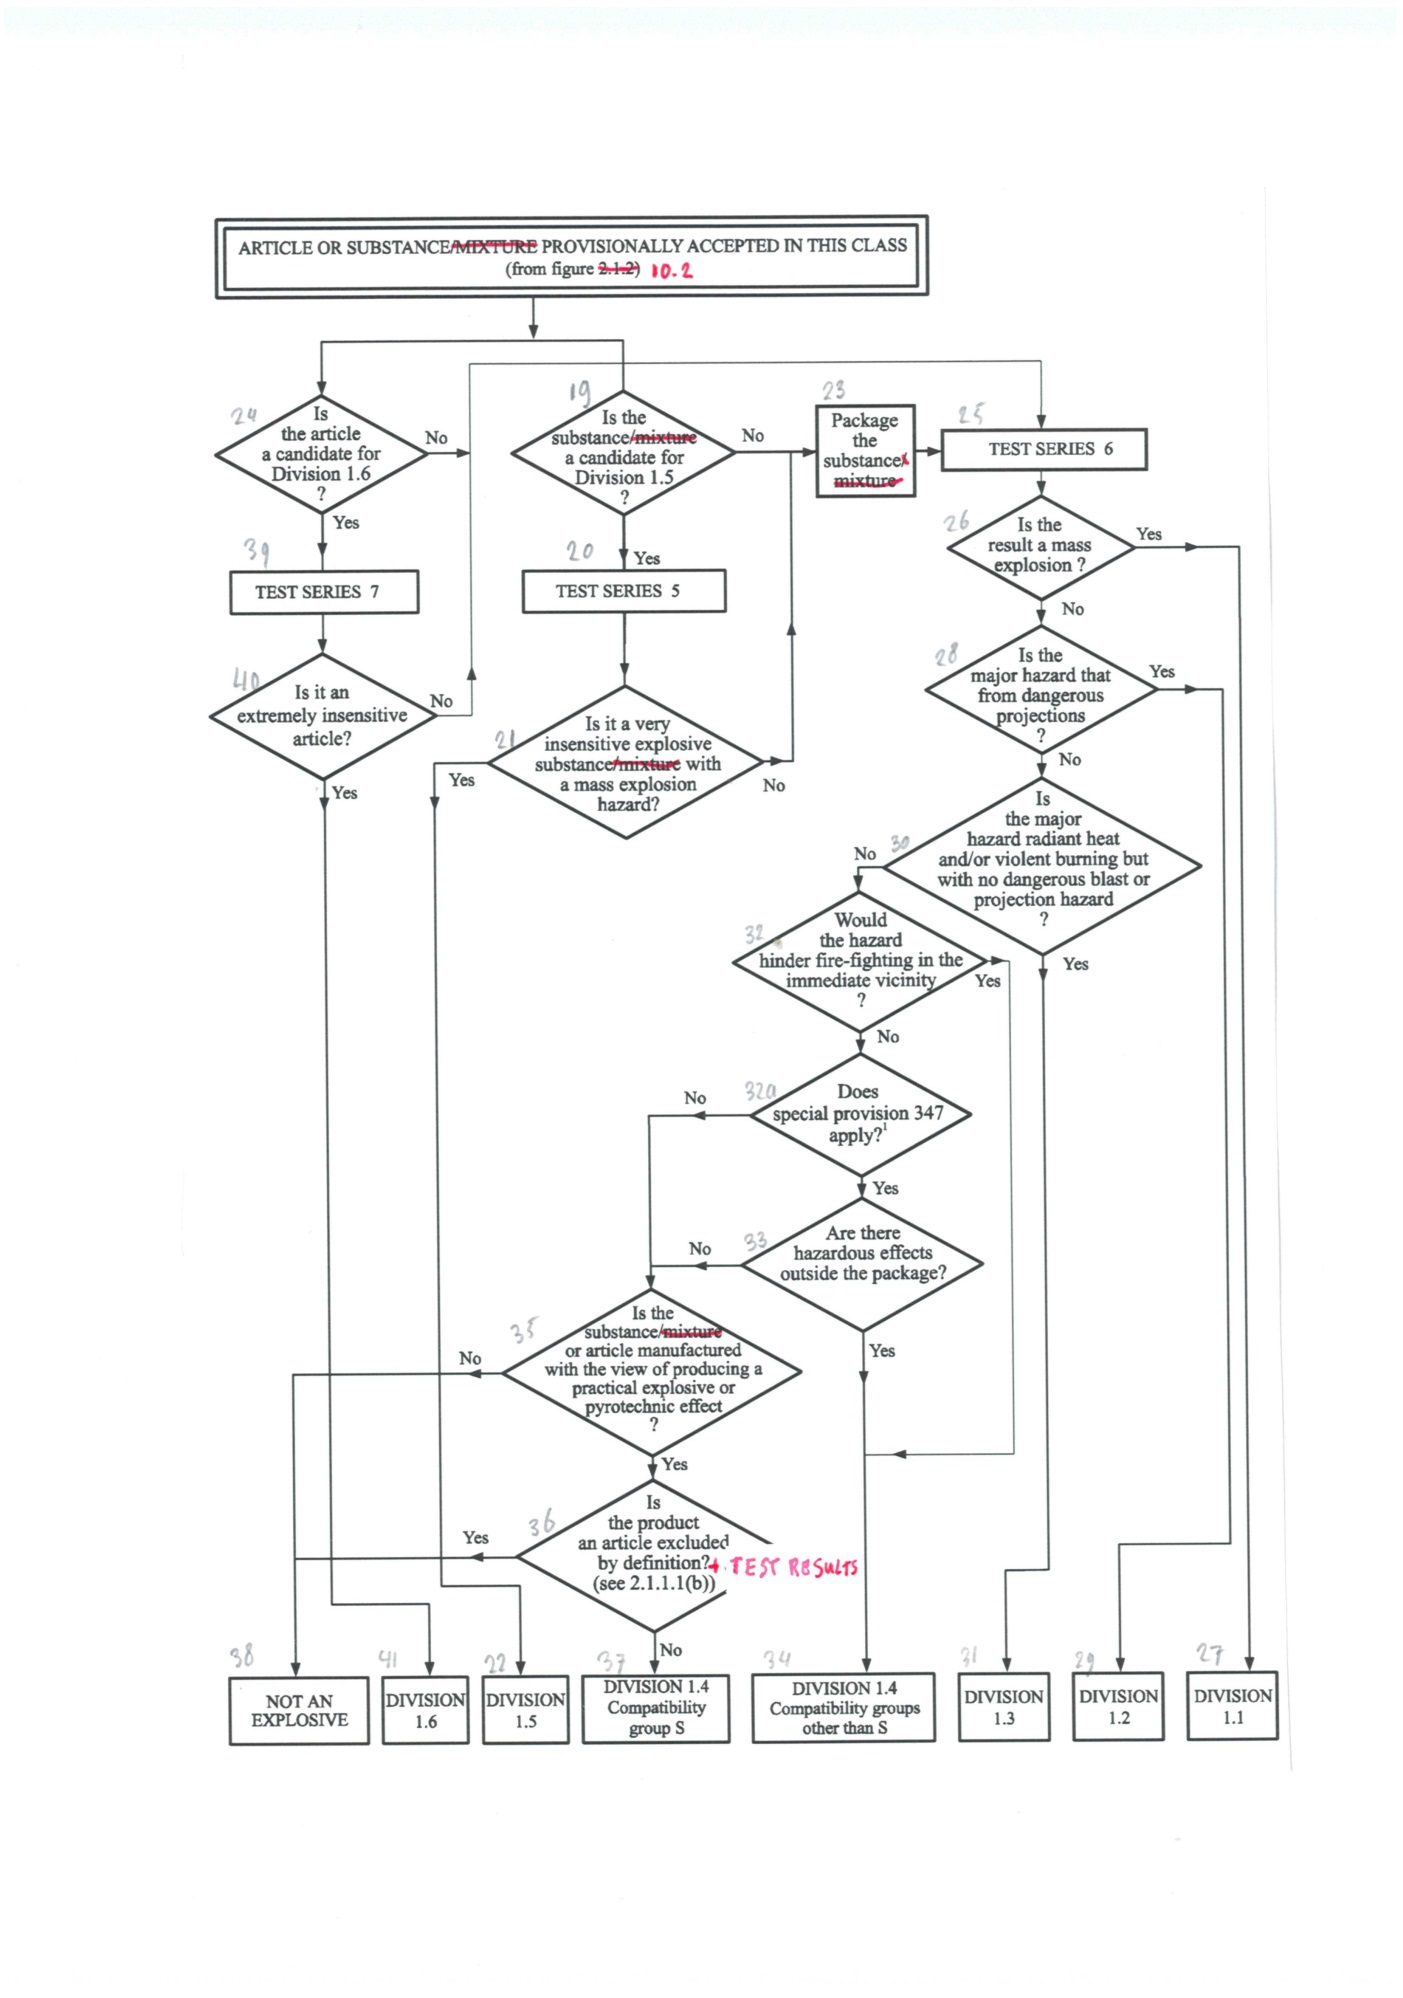 ARTICLE OR SUBSTANCE/MIXTURE PROVISIONALLY ACCEPTED IN THIS CLASS
(from figure 2.1.2) 10.2
24
Is
the article
a candidate for
Division 1.6
?
No
Yes
19
Is the
substance/mixture
a candidate for
Division 1.5
?
No
Yes
23
Package
the
substance/
mixture
25
TEST SERIES 6
39
TEST SERIES 7
20
TEST SERIES 5
26
Is the
result a mass
explosion ?
Yes
No
40
Is it an
extremely insensitive
article?
No
Yes
21
Is it a very
insensitive explosive
substance/mixture with
a mass explosion
hazard?
Yes
No
28
Is the
major hazard that
from dangerous
projections
?
Yes
No
30
Is
the major
hazard radiant heat
and/or violent burning but
with no dangerous blast or
projection hazard
?
No
Yes
32
Would
the hazard
hinder fire-fighting in the
immediate vicinity
?
Yes
No
32a
Does
special provision 347
apply?1
No
Yes
33
Are there
hazardous effects
outside the package?
No
Yes
35
Is the
substance/mixture
or article manufactured
with the view of producing a
practical explosive or
pyrotechnic effect
?
No
Yes
36
Is
the product
an article excluded
by definition? + TEST RESULTS
(see 2.1.1.1(b))
Yes
No
38
NOT AN
EXPLOSIVE
41
DIVISION
1.6
22
DIVISION
1.5
37
DIVISION 1.4
Compatibility
group S
34
DIVISION 1.4
Compatibility groups
other than S
31
DIVISION
1.3
29
DIVISION
1.2
27
DIVISION
1.1